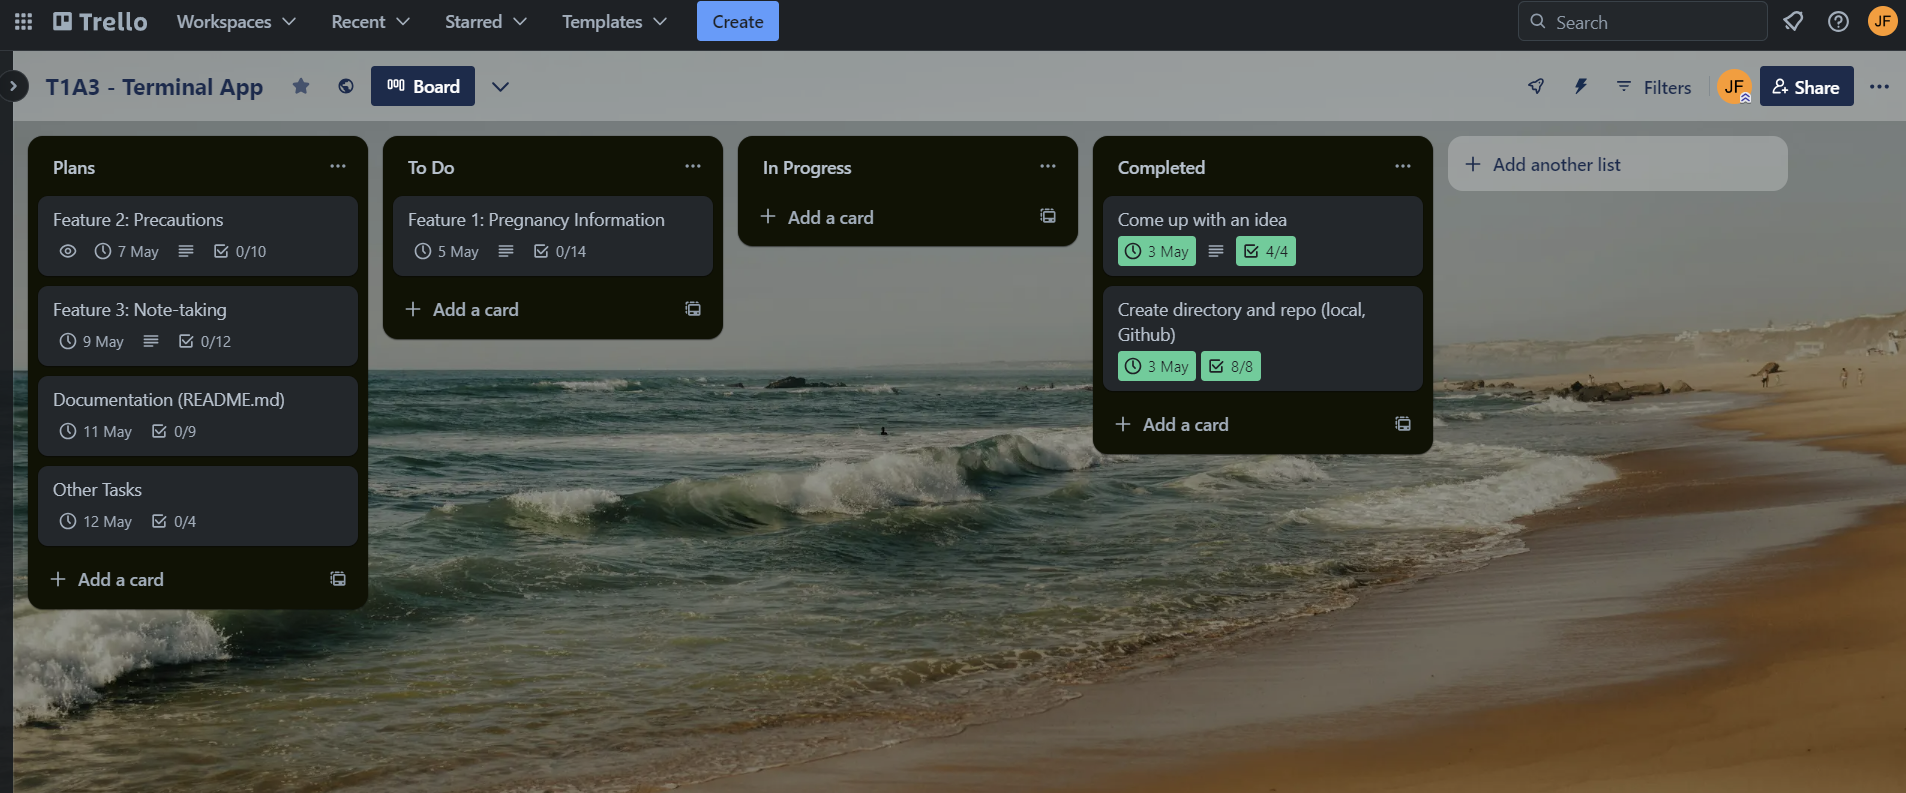 Trello Workspaces Recent Starred Templates Create Search JF
T1A3 - Terminal App Board Filters JF Share
Plans
Feature 2: Precautions
7 May 0/10
Feature 3: Note-taking
9 May 0/12
Documentation (README.md)
11 May 0/9
Other Tasks
12 May 0/4
Add a card
To Do
Feature 1: Pregnancy Information
5 May 0/14
Add a card
In Progress
Add a card
Completed
Come up with an idea
3 May 4/4
Create directory and repo (local,
Github)
3 May 8/8
Add a card
Add another list